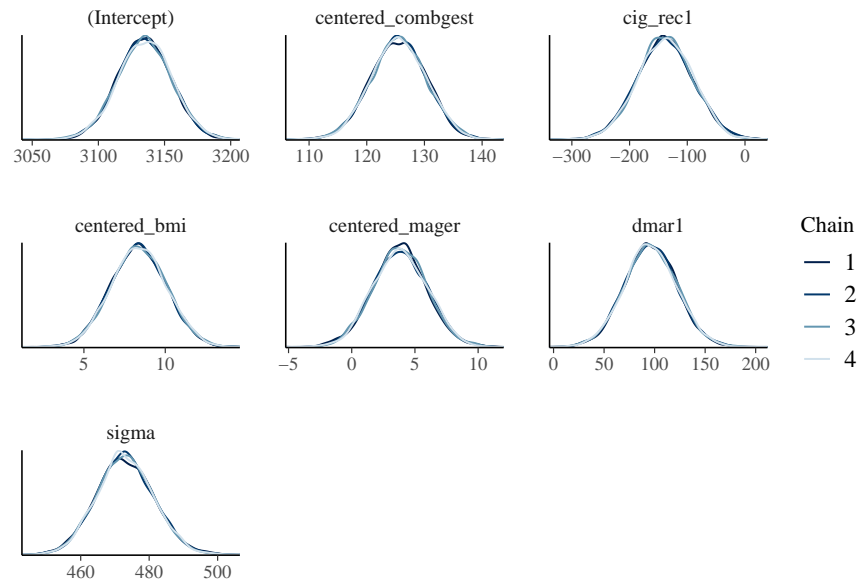 (Intercept) centered_combgest cig_rec1
3050 3100 3150 3200 110 120 130 140 −300 −200 −100 0
centered_bmi centered_mager dmar1
5 10 −5 0 5 10 0 50 100 150 200
Chain
1
2
3
4
sigma
460 480 500